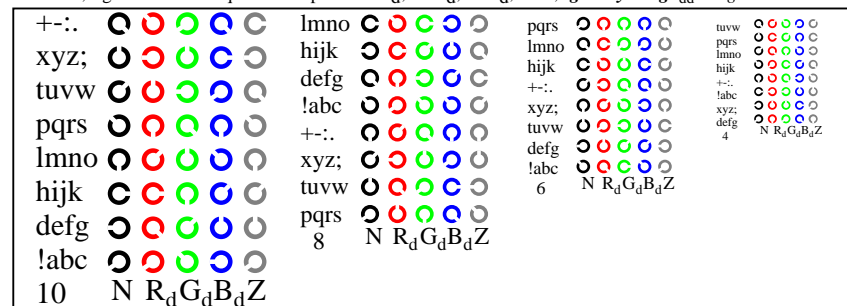 +-:.
xyz;
tuvw
pqrs
lmno
hijk
defg
!abc
10 N RdGdBdZ
lmno
hijk
defg
!abc
+-:.
xyz;
tuvw
pqrs
8 N RdGdBdZ
pqrs
lmno
hijk
+-:.
xyz;
tuvw
defg
!abc
6 N RdGdBdZ
tuvw
pqrs
lmno
hijk
+-:.
!abc
xyz;
defg
4 N RdGdBdZ